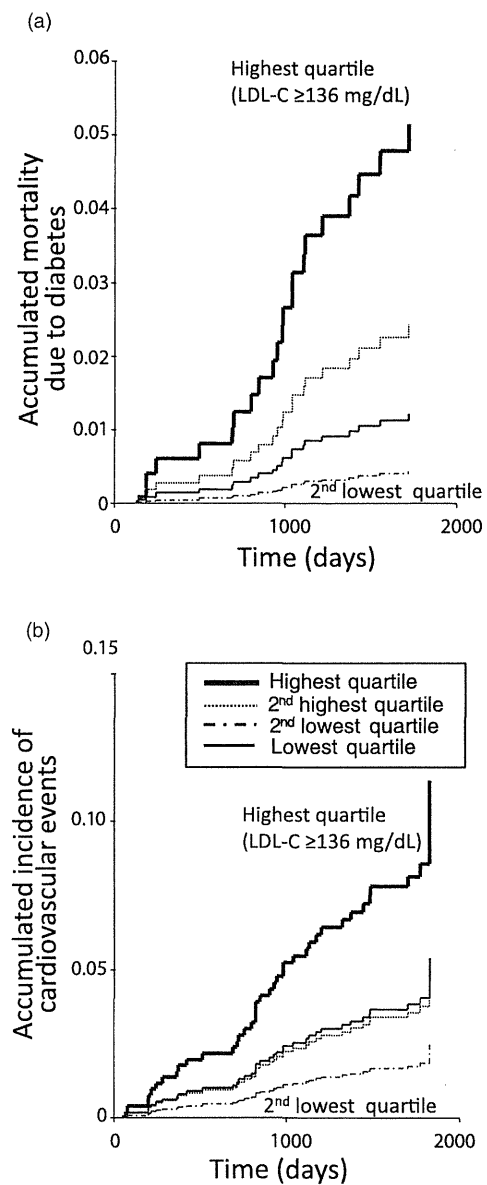 (a)
0.06
0.05
0.04
0.03
0.02
0.01
0
Accumulated mortality
due to diabetes
Highest quartile
(LDL-C ≥136 mg/dL)
2nd lowest quartile
0
1000
2000
Time (days)
(b)
0.15
0.10
0.05
0
Accumulated incidence of
cardiovascular events
Highest quartile
2nd highest quartile
2nd lowest quartile
Lowest quartile
Highest quartile
(LDL-C ≥136 mg/dL)
2nd lowest quartile
0
1000
2000
Time (days)